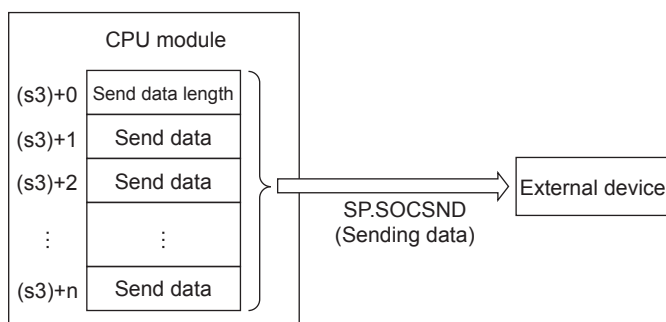 CPU module
(s3)+0 Send data length
(s3)+1 Send data
(s3)+2 Send data
⋮ ⋮
(s3)+n Send data
SP.SOCSND
(Sending data)
External device